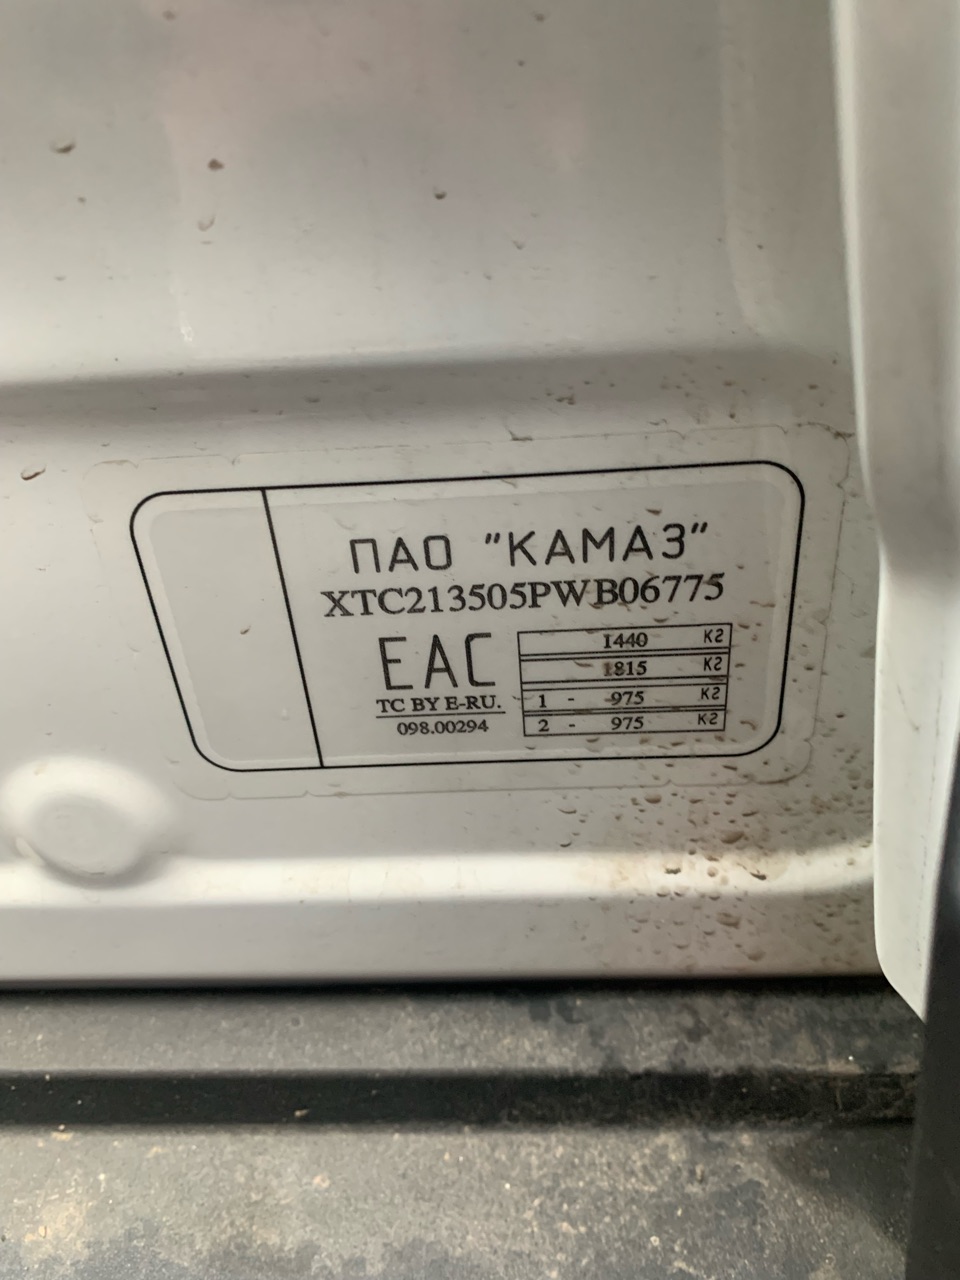 ПАО "КАМАЗ"
XTC213505PWB06775
EAC
TC BY E-RU.
098.00294
1440 кг
1815 кг
1 - 975 кг
2 - 975 кг